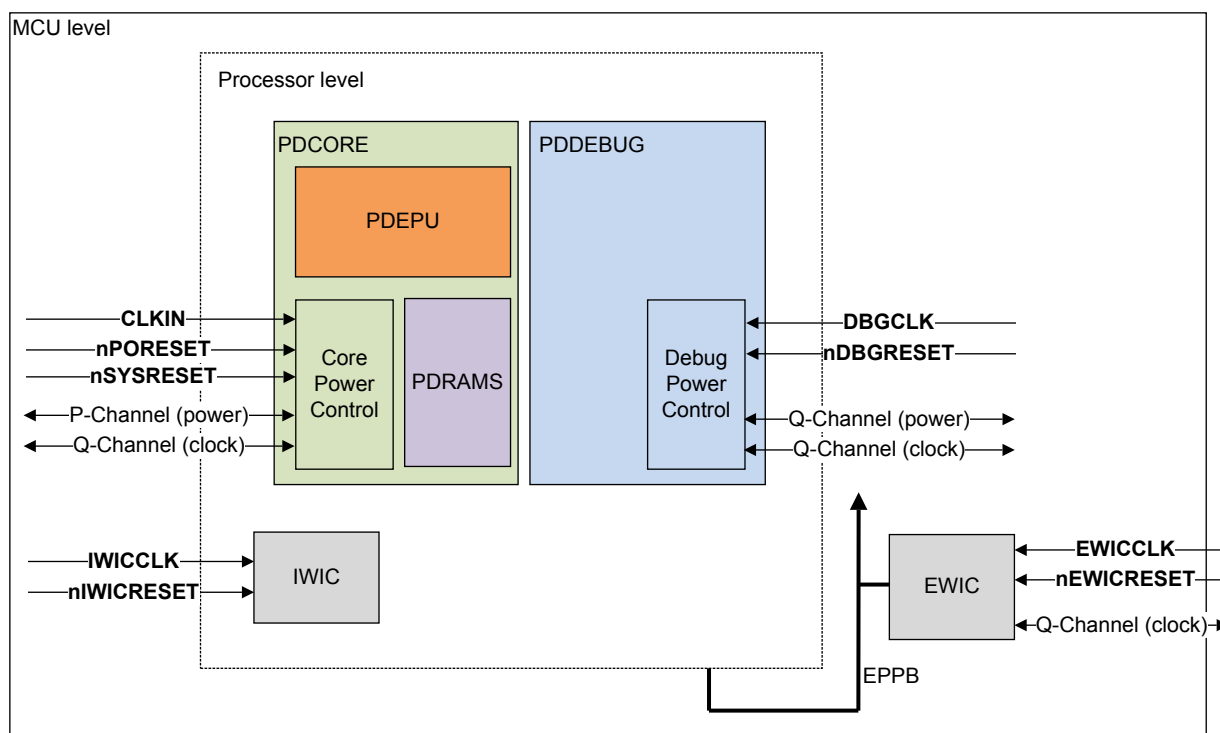 MCU level
Processor level
PDCORE
PDDEBUG
PDEPU
CLKIN
nPORESET
nSYSRESET
P-Channel (power)
Q-Channel (clock)
Core
Power
Control
PDRAMS
Debug
Power
Control
DBGCLK
nDBGRESET
Q-Channel (power)
Q-Channel (clock)
IWICCLK
nIWICRESET
IWIC
EWIC
EWICCLK
nEWICRESET
Q-Channel (clock)
EPPB